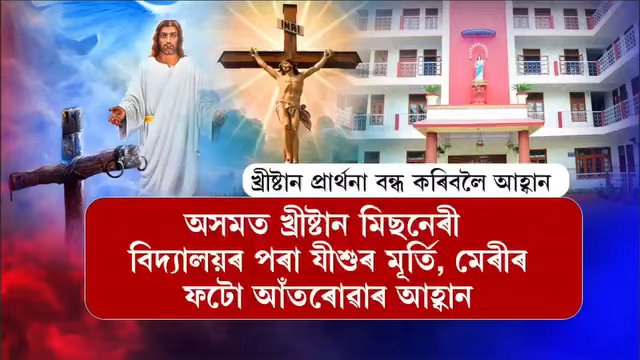 INRI
খ্ৰীষ্টান প্ৰাৰ্থনা বন্ধ কৰিবলৈ আহ্বান
অসমত খ্ৰীষ্টান মিছনেৰী
বিদ্যালয়ৰ পৰা যীশুৰ মূৰ্তি, মেৰীৰ
ফটো আঁতৰোৱাৰ আহ্বান